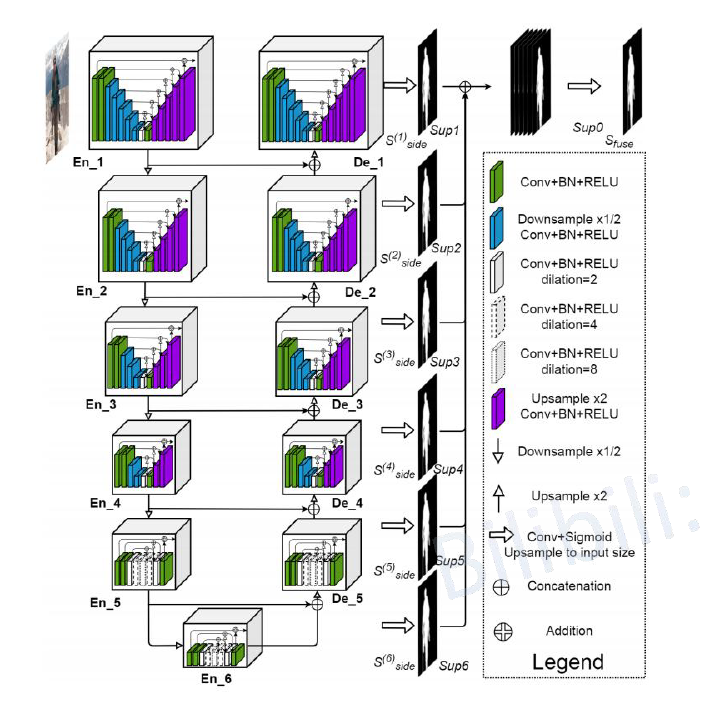 En_1
De_1
S(1)side
Sup1
Sup0
Sfuse
En_2
De_2
S(2)side
Sup2
En_3
De_3
S(3)side
Sup3
En_4
De_4
S(4)side
Sup4
En_5
De_5
S(5)side
Sup5
En_6
S(6)side
Sup6
Conv+BN+RELU
Downsample x1/2
Conv+BN+RELU
Conv+BN+RELU
dilation=2
Conv+BN+RELU
dilation=4
Conv+BN+RELU
dilation=8
Upsample x2
Conv+BN+RELU
Downsample x1/2
Upsample x2
Conv+Sigmoid
Upsample to input size
Concatenation
Addition
Legend
Bilibili: